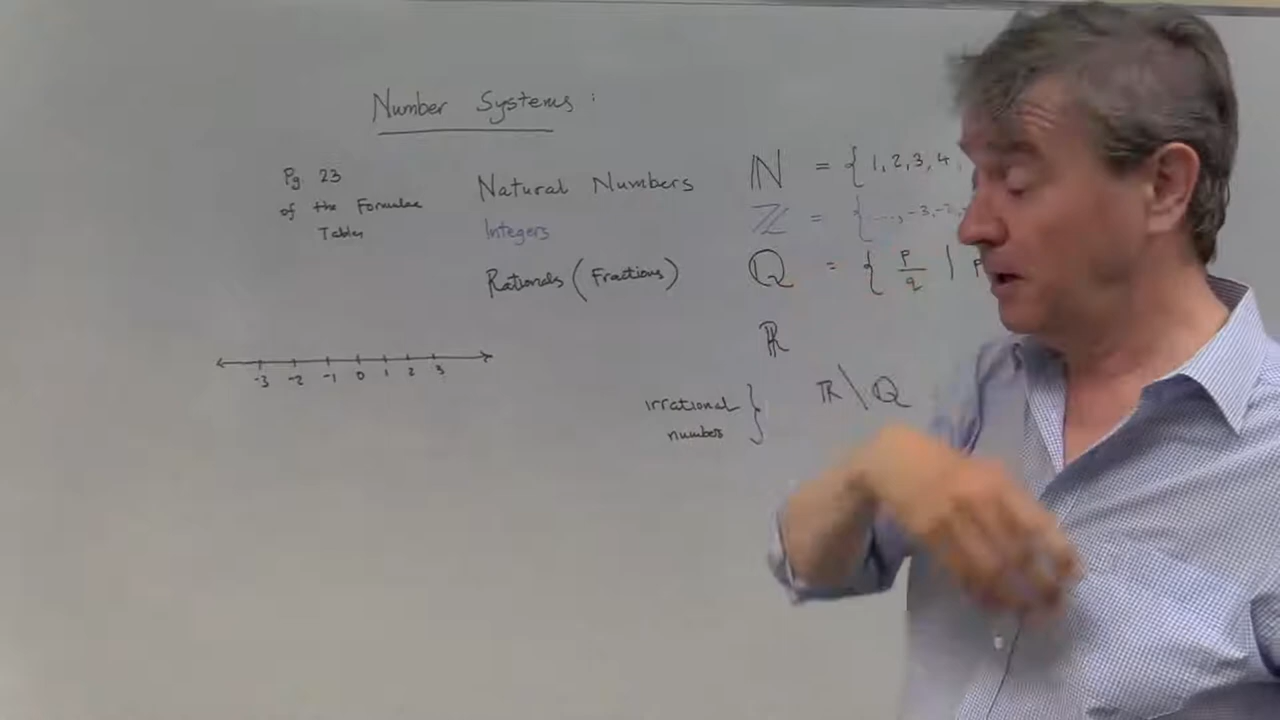 Number Systems :
Pg. 23
of the Formulae
Tables
Natural Numbers ℕ = { 1, 2, 3, 4,
Integers ℤ = { ..., -3, -2,
Rationals (Fractions) ℚ = { p/q | p
ℝ
-3 -2 -1 0 1 2 3
irrational
numbers } ℝ \ ℚ